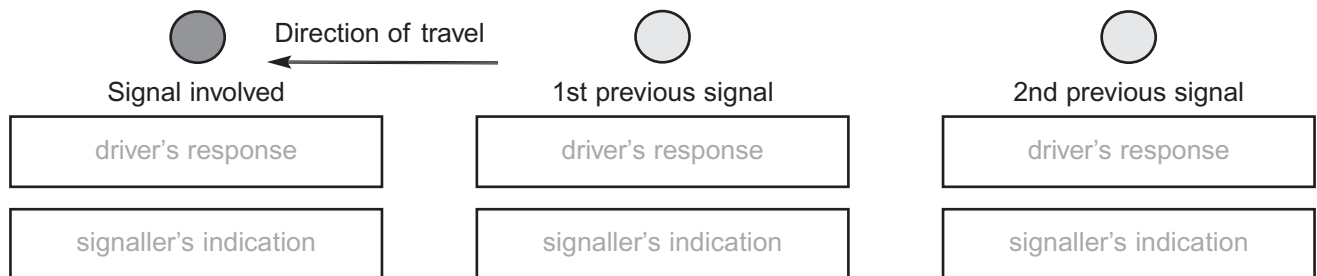 Direction of travel
Signal involved
1st previous signal
2nd previous signal
driver's response
driver's response
driver's response
signaller's indication
signaller's indication
signaller's indication